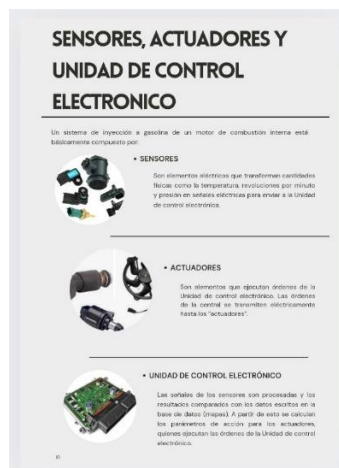 SENSORES, ACTUADORES Y
UNIDAD DE CONTROL
ELECTRONICO
Un sistema de inyección a gasolina de un motor de combustión interna está
básicamente compuesto por:
• SENSORES
Son elementos eléctricos que transforman cantidades
físicas como la temperatura, revoluciones por minuto
y presión en señales eléctricas para enviar a la Unidad
de control electrónica.
• ACTUADORES
Son elementos que ejecutan órdenes de la
Unidad de control electrónico. Las órdenes
de la central se transmiten eléctricamente
hasta los "actuadores".
• UNIDAD DE CONTROL ELECTRÓNICO
Las señales de los sensores son procesadas y los
resultados comparados con los datos escritos en la
base de datos (mapas). A partir de esto se calculan
los parámetros de acción para los actuadores,
quienes ejecutan las órdenes de la Unidad de control
electrónico.